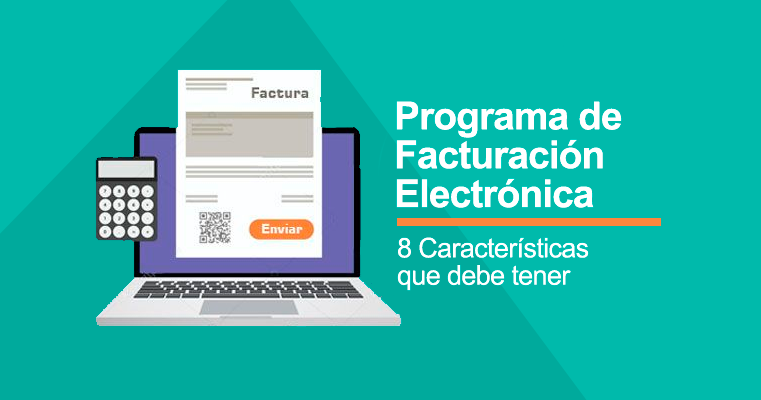 Factura
Enviar
Programa de
Facturación
Electrónica
8 Características
que debe tener